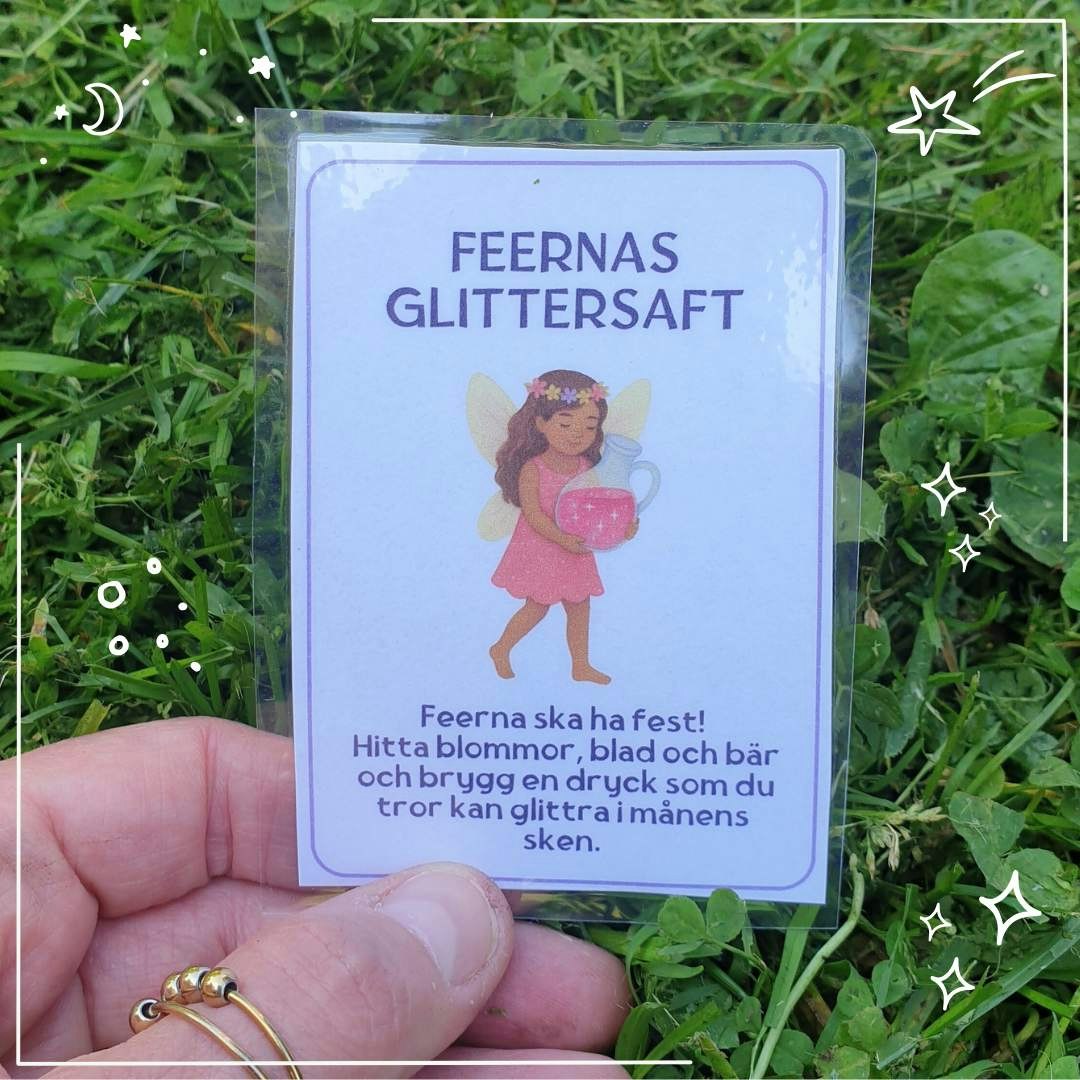 FEERNAS
GLITTERSAFT
Feerna ska ha fest!
Hitta blommor, blad och bär
och brygg en dryck som du
tror kan glittra i månens
sken.